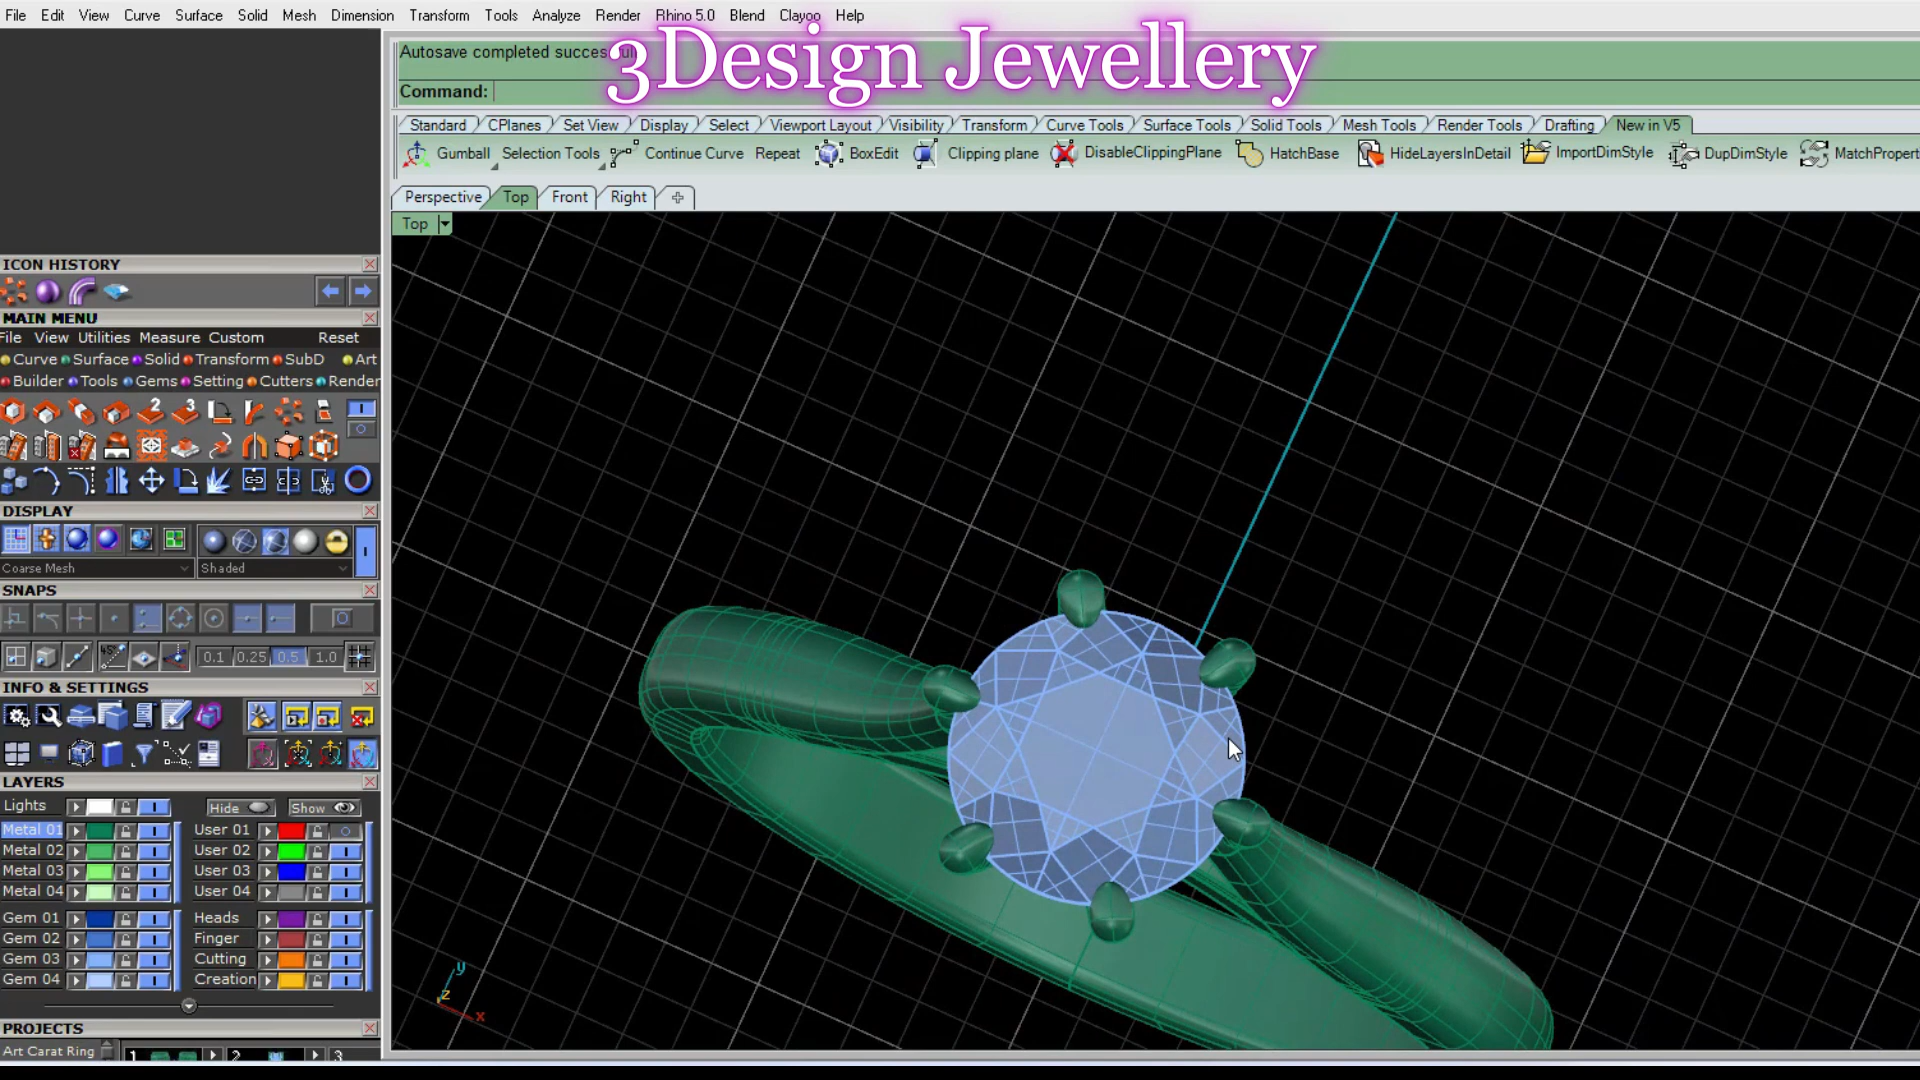 File Edit View Curve Surface Solid Mesh Dimension Transform Tools Analyze Render Rhino 5.0 Blend Clayoo Help
Autosave completed
3Design Jewellery
Command:
Standard CPlanes Set View Display Select Viewport Layout Visibility Transform Curve Tools Surface Tools Solid Tools Mesh Tools Render Tools Drafting New in V5
Gumball Selection Tools Continue Curve Repeat BoxEdit Clipping plane DisableClippingPlane HatchBase HideLayersInDetail ImportDimStyle DupDimStyle MatchPropert
Perspective Top Front Right
Top
ICON HISTORY
MAIN MENU
File View Utilities Measure Custom Reset
Curve Surface Solid Transform SubD Art
Builder Tools Gems Setting Cutters Render
2 3
DISPLAY
Coarse Mesh Shaded
SNAPS
0.1 0.25 0.5 1.0
INFO & SETTINGS
LAYERS
Lights Hide Show
Metal 01 User 01
Metal 02 User 02
Metal 03 User 03
Metal 04 User 04
Gem 01 Heads
Gem 02 Finger
Gem 03 Cutting
Gem 04 Creation
PROJECTS
Art Carat Ring 1 2 3
y
z
x